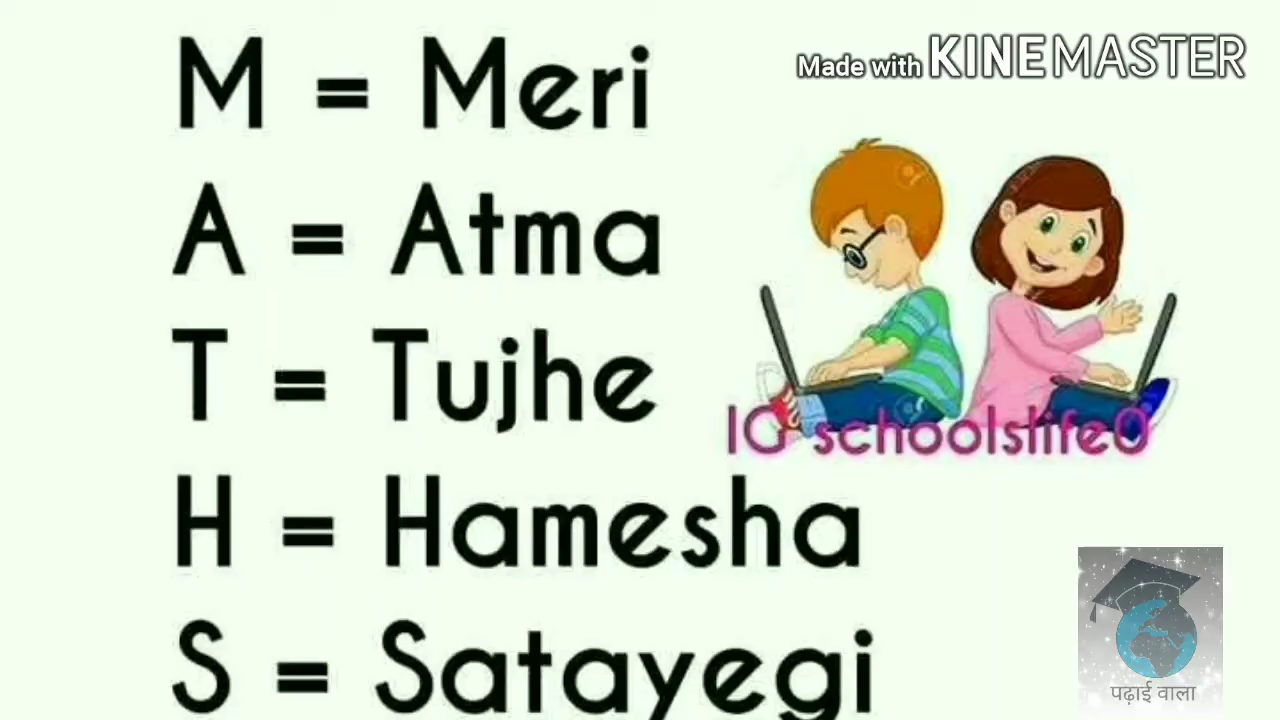 Made with KINEMASTER
M = Meri
A = Atma
T = Tujhe
IG schoolslife0
H = Hamesha
S = Satayegi
पढ़ाई वाला